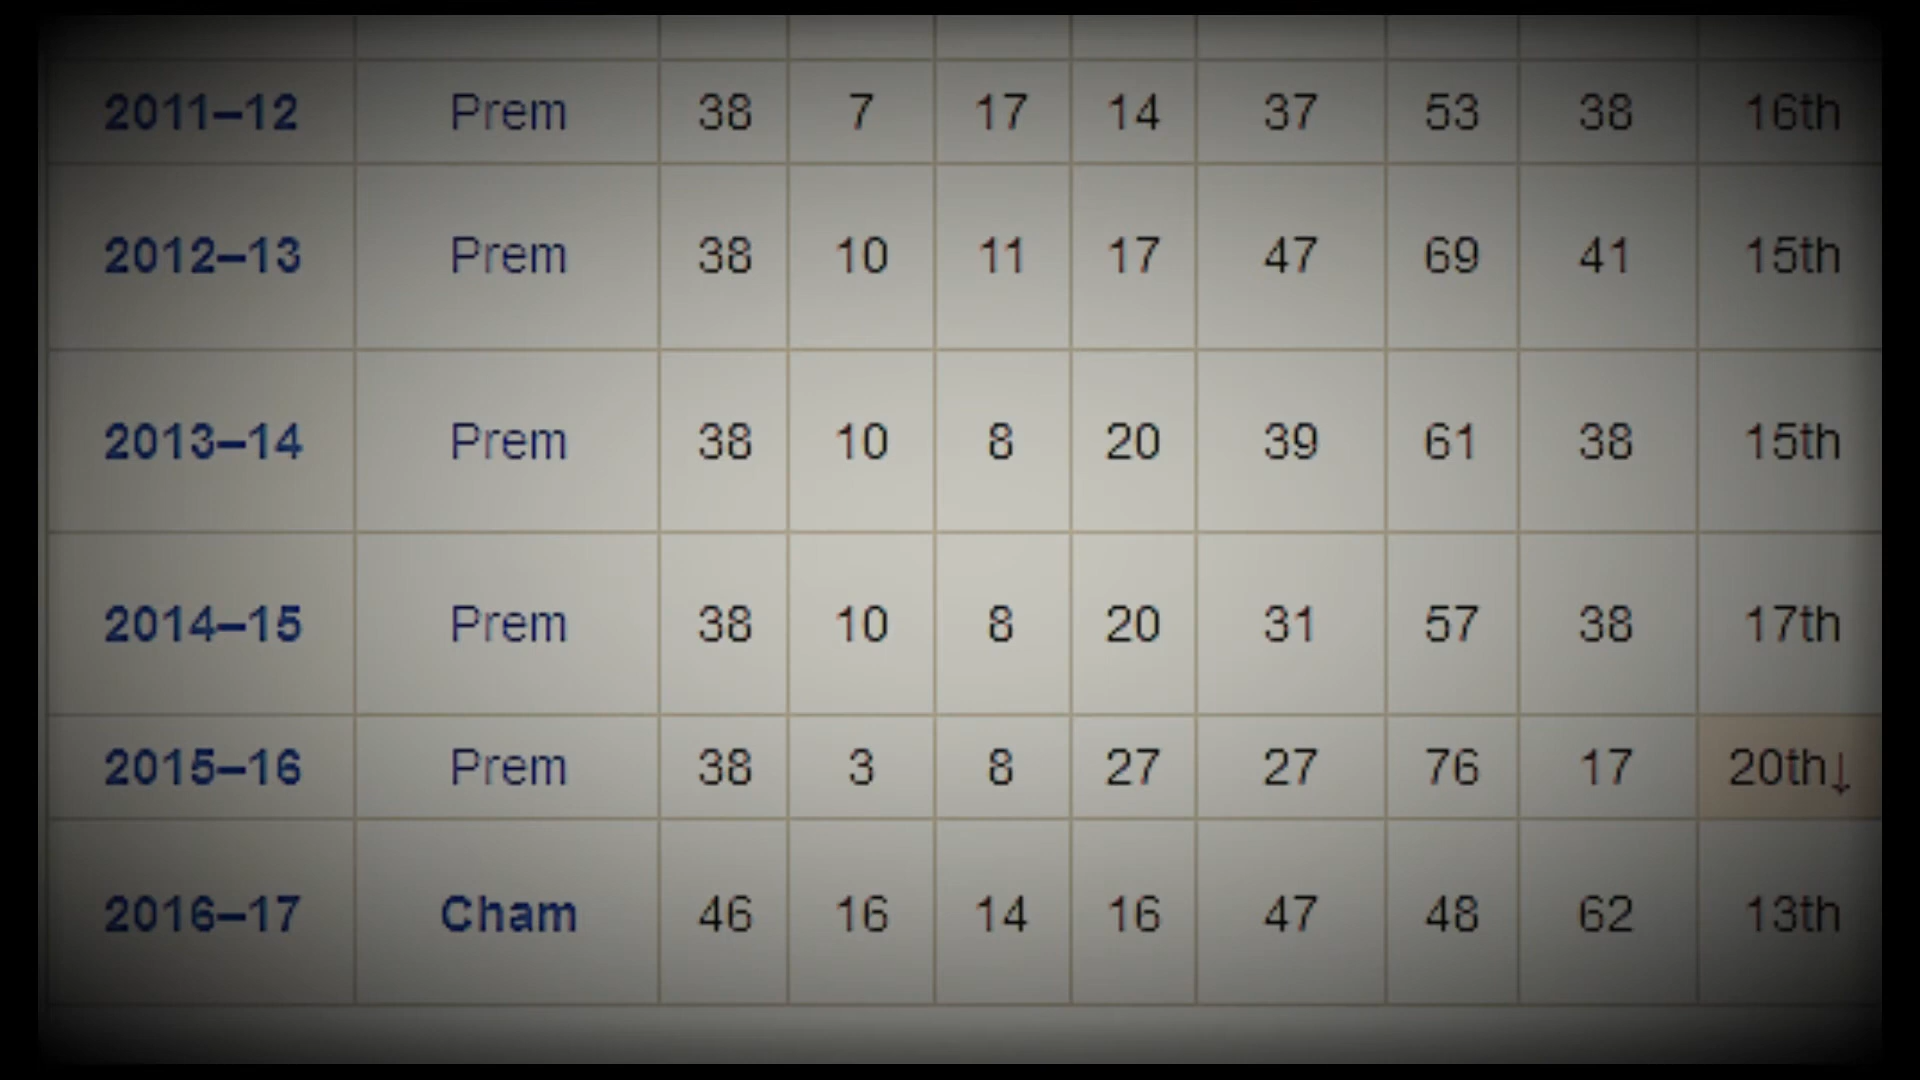 2011–12 Prem 38 7 17 14 37 53 38 16th
2012–13 Prem 38 10 11 17 47 69 41 15th
2013–14 Prem 38 10 8 20 39 61 38 15th
2014–15 Prem 38 10 8 20 31 57 38 17th
2015–16 Prem 38 3 8 27 27 76 17 20th↓
2016–17 Cham 46 16 14 16 47 48 62 13th